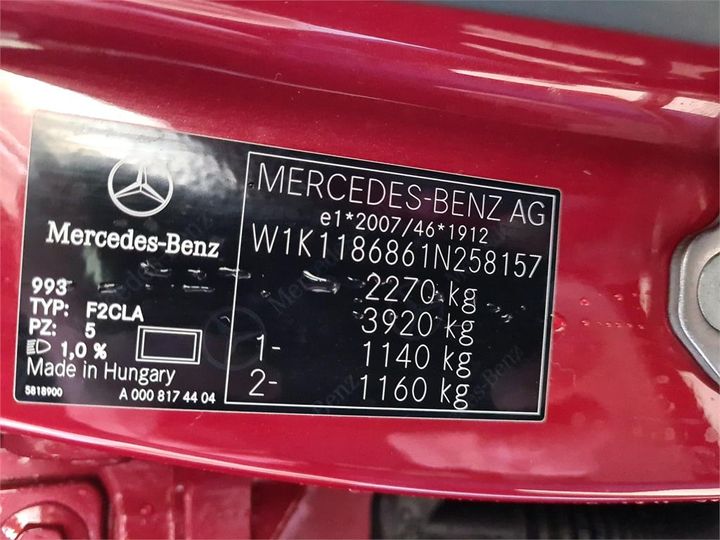 Mercedes-Benz
993
TYP: F2CLA
PZ: 5
1,0 %
Made in Hungary
5818900
A 000 817 44 04
MERCEDES-BENZ AG
e1*2007/46*1912
W1K1186861N258157
2270 kg
3920 kg
1- 1140 kg
2- 1160 kg